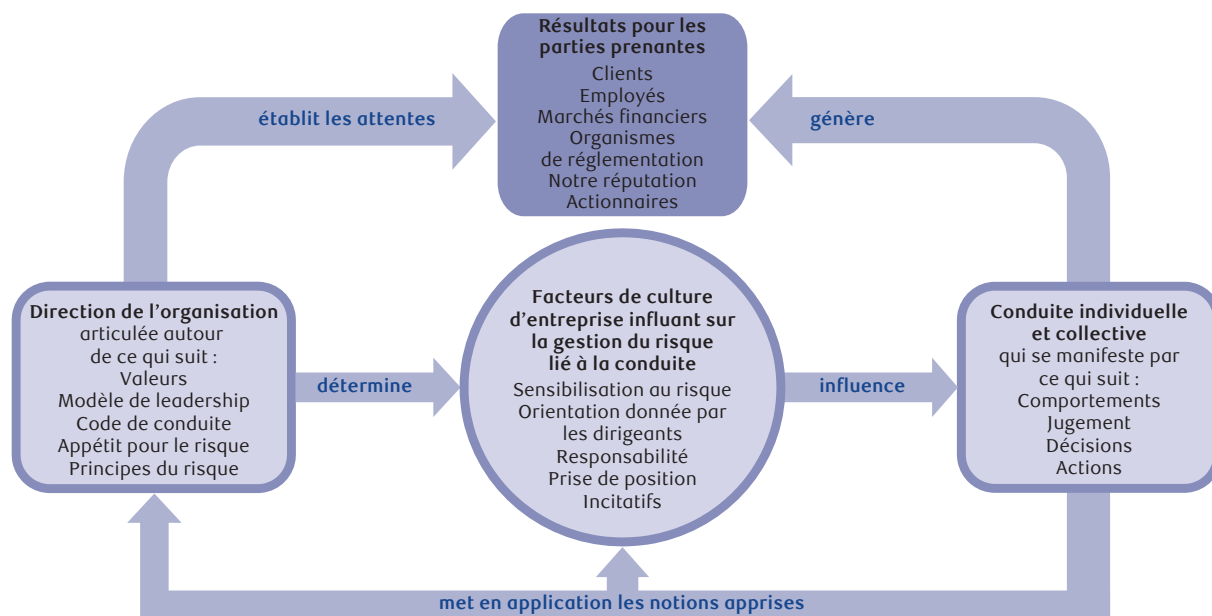 Résultats pour les
parties prenantes
Clients
Employés
Marchés financiers
Organismes
de réglementation
Notre réputation
Actionnaires
établit les attentes
génère
Direction de l'organisation
articulée autour
de ce qui suit :
Valeurs
Modèle de leadership
Code de conduite
Appétit pour le risque
Principes du risque
détermine
Facteurs de culture
d'entreprise influant sur
la gestion du risque
lié à la conduite
Sensibilisation au risque
Orientation donnée par
les dirigeants
Responsabilité
Prise de position
Incitatifs
influence
Conduite individuelle
et collective
qui se manifeste par
ce qui suit :
Comportements
Jugement
Décisions
Actions
met en application les notions apprises